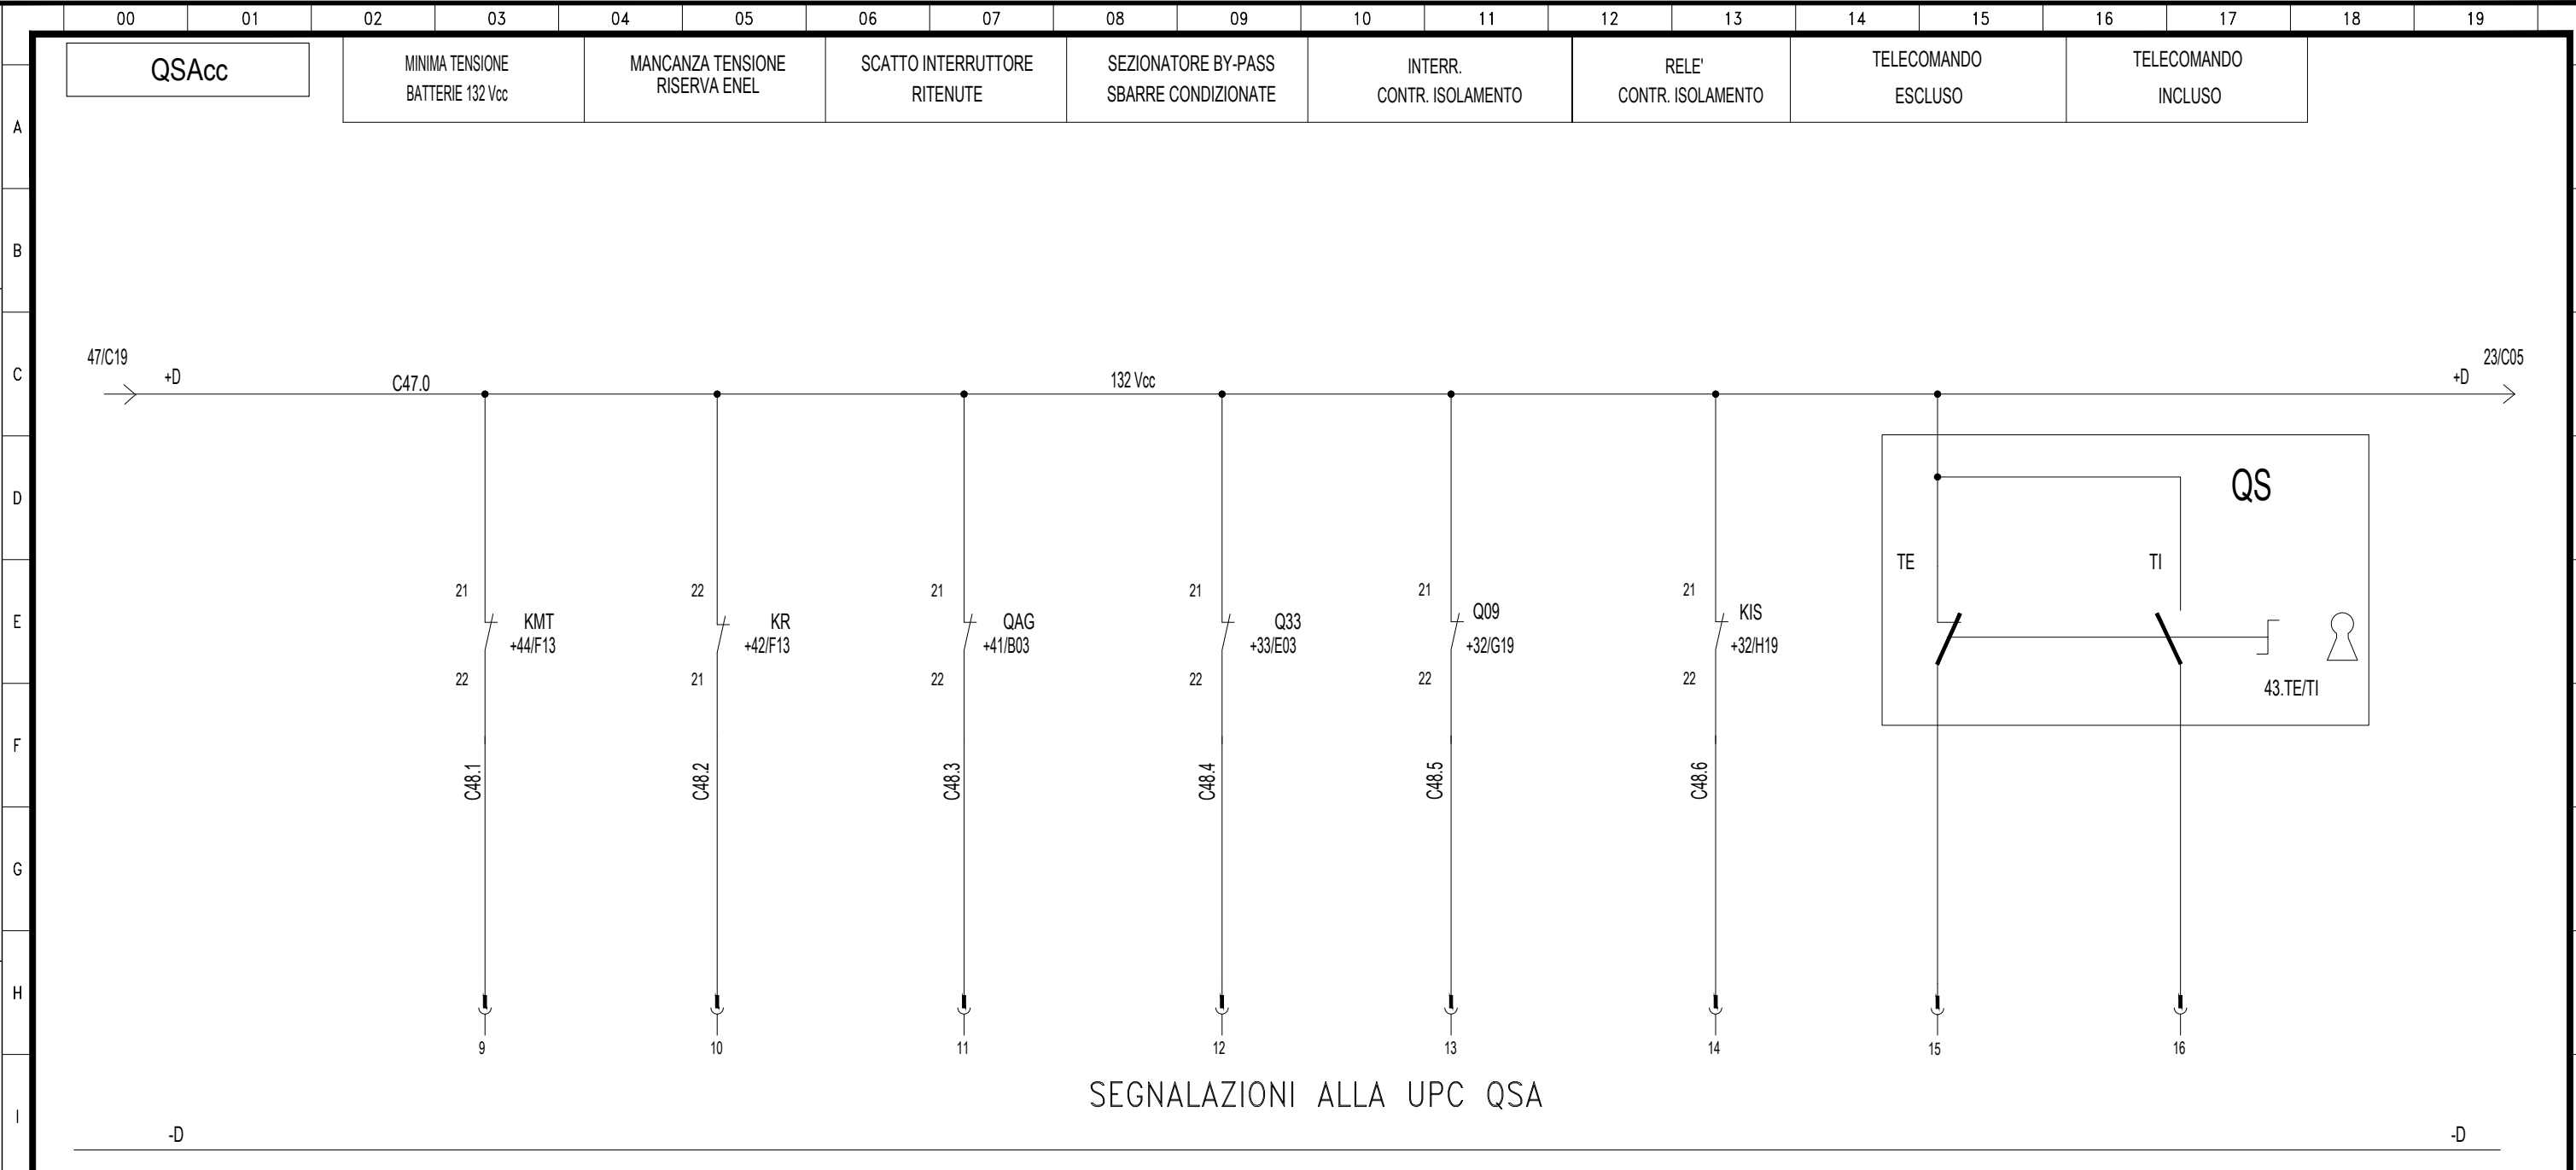 00 01 02 03 04 05 06 07 08 09 10 11 12 13 14 15 16 17 18 19
QSAcc
MINIMA TENSIONE
BATTERIE 132 Vcc
MANCANZA TENSIONE
RISERVA ENEL
SCATTO INTERRUTTORE
RITENUTE
SEZIONATORE BY-PASS
SBARRE CONDIZIONATE
INTERR.
CONTR. ISOLAMENTO
RELE'
CONTR. ISOLAMENTO
TELECOMANDO
ESCLUSO
TELECOMANDO
INCLUSO
A
B
C
D
E
F
G
H
I
47/C19
+D
C47.0
132 Vcc
+D
23/C05
QS
TE
TI
43.TE/TI
21
KMT
+44/F13
22
C48.1
9
22
KR
+42/F13
21
C48.2
10
21
QAG
+41/B03
22
C48.3
11
21
Q33
+33/E03
22
C48.4
12
21
Q09
+32/G19
22
C48.5
13
21
KIS
+32/H19
22
C48.6
14
15
16
SEGNALAZIONI ALLA UPC QSA
-D
-D